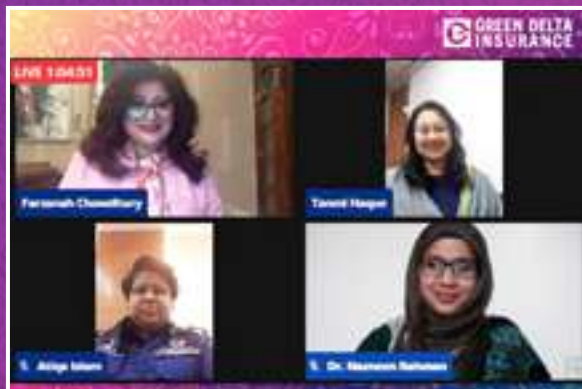 GREEN DELTA
INSURANCE
LIVE 1:04:51
Farzanah Chowdhury
Tanmi Haque
Atiqa Islam
Dr. Nazneen Rahman